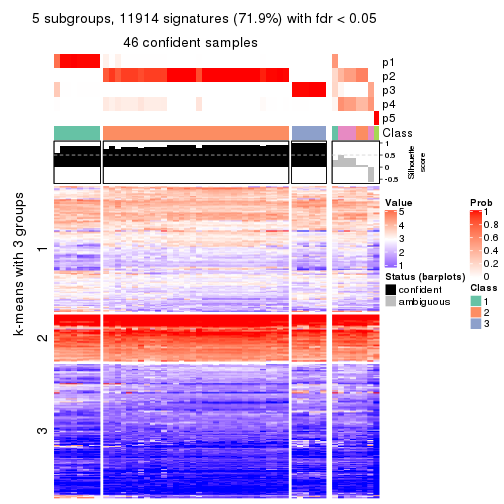 5 subgroups, 11914 signatures (71.9%) with fdr < 0.05
46 confident samples
p1
p2
p3
p4
p5
Class
1
0.5
0
-0.5
Silhouette
score
k-means with 3 groups
1
2
3
Value
5
4
3
2
1
Status (barplots)
confident
ambiguous
Prob
1
0.8
0.6
0.4
0.2
0
Class
1
2
3